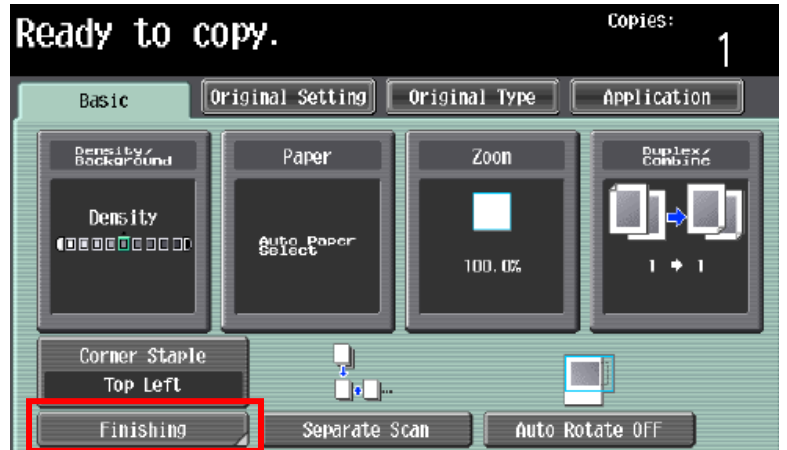 Ready to copy.
Copies:
1
Basic
Original Setting
Original Type
Application
Density/
Background
Paper
Zoom
Duplex/
Combine
Density
Auto Paper
Select
100.0%
1 → 1
Corner Staple
Top Left
Finishing
Separate Scan
Auto Rotate OFF